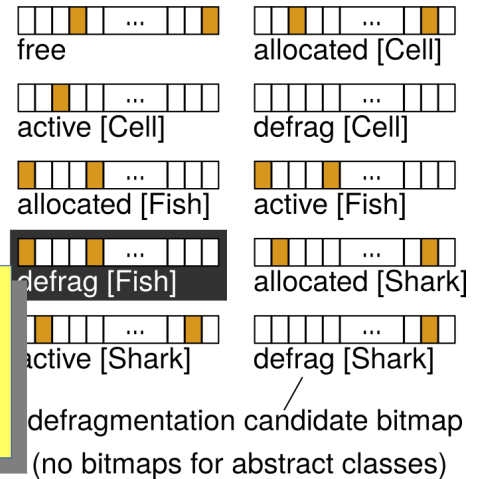 ...
...
free
allocated [Cell]
...
...
active [Cell]
defrag [Cell]
...
...
allocated [Fish]
active [Fish]
...
...
defrag [Fish]
allocated [Shark]
...
...
active [Shark]
defrag [Shark]
defragmentation candidate bitmap
(no bitmaps for abstract classes)